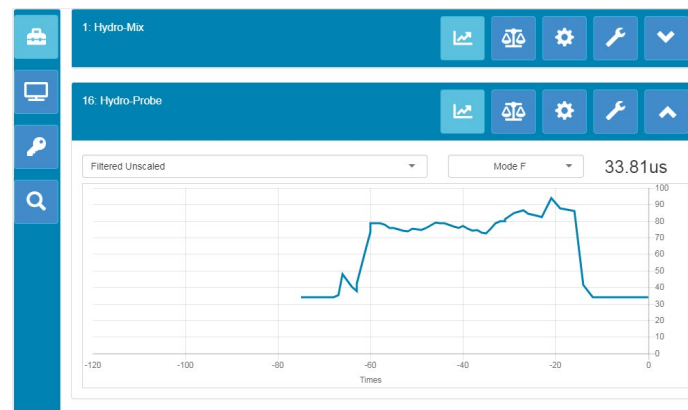 1: Hydro-Mix
16: Hydro-Probe
Filtered Unscaled
Mode F
33.81us
100
90
80
70
60
50
40
30
20
10
0
-120 -100 -80 -60 -40 -20 0
Times